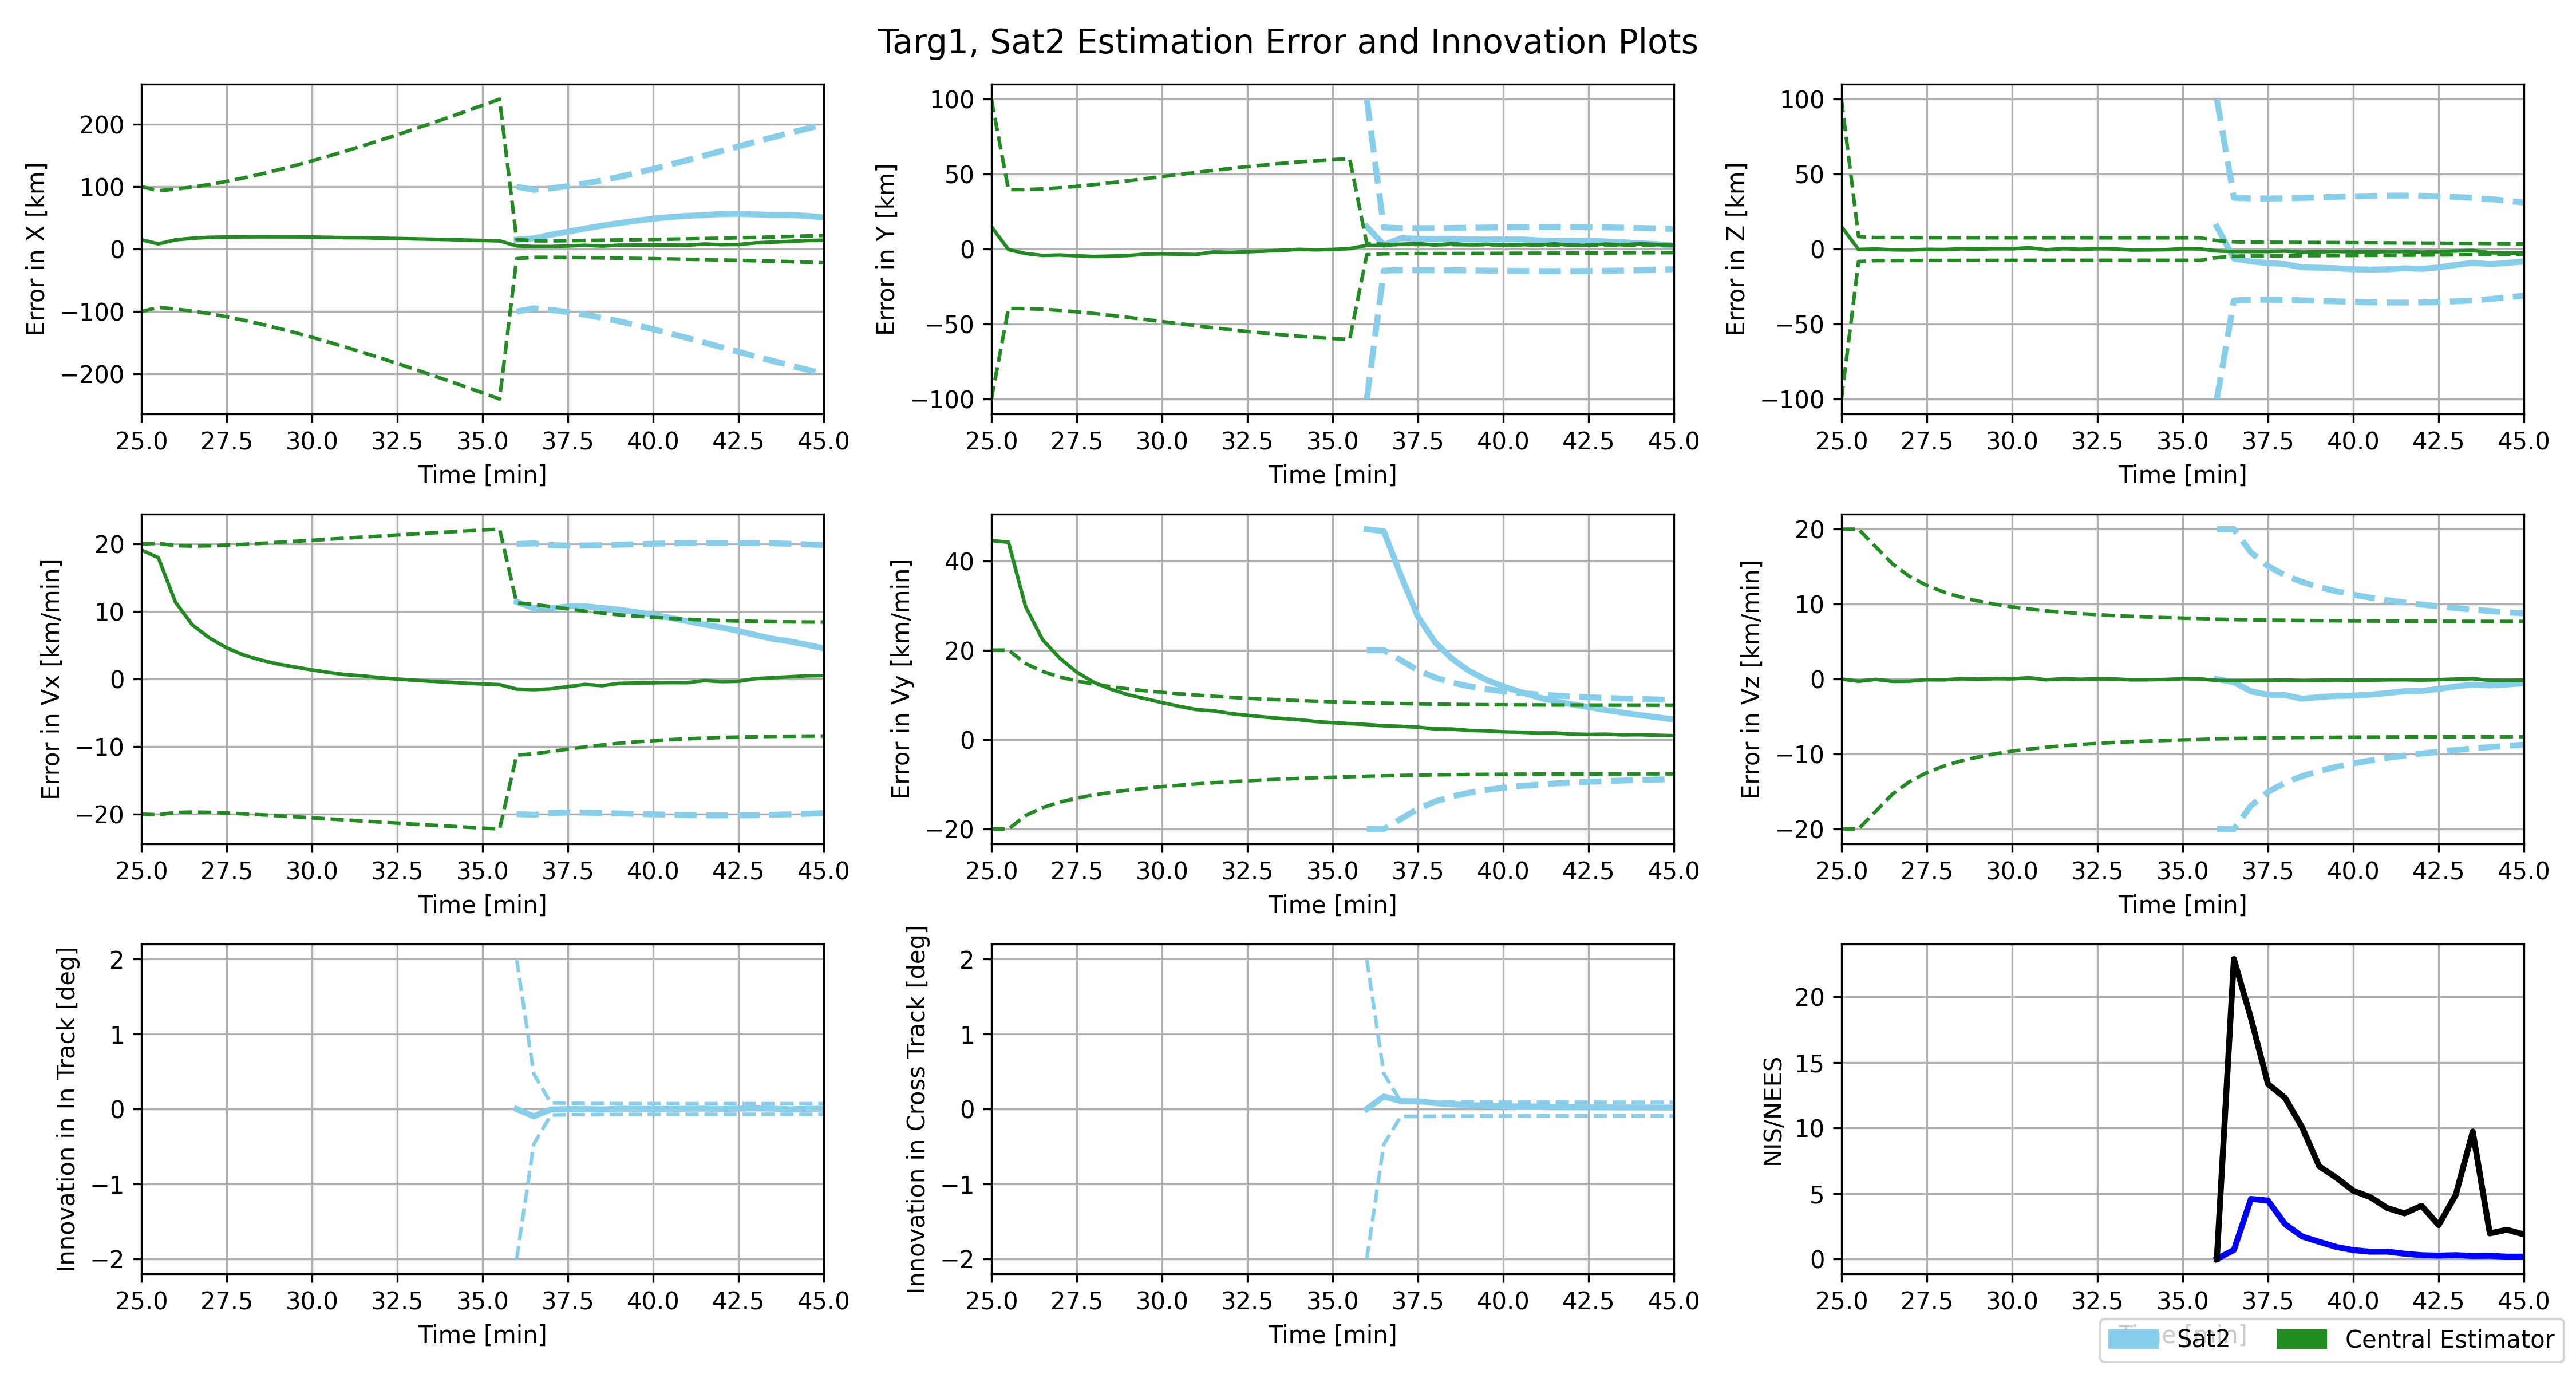 Targ1, Sat2 Estimation Error and Innovation Plots
Error in X [km]
200
100
0
−100
−200
25.0 27.5 30.0 32.5 35.0 37.5 40.0 42.5 45.0
Time [min]
Error in Y [km]
100
50
0
−50
−100
25.0 27.5 30.0 32.5 35.0 37.5 40.0 42.5 45.0
Time [min]
Error in Z [km]
100
50
0
−50
−100
25.0 27.5 30.0 32.5 35.0 37.5 40.0 42.5 45.0
Time [min]
Error in Vx [km/min]
20
10
0
−10
−20
25.0 27.5 30.0 32.5 35.0 37.5 40.0 42.5 45.0
Time [min]
Error in Vy [km/min]
40
20
0
−20
25.0 27.5 30.0 32.5 35.0 37.5 40.0 42.5 45.0
Time [min]
Error in Vz [km/min]
20
10
0
−10
−20
25.0 27.5 30.0 32.5 35.0 37.5 40.0 42.5 45.0
Time [min]
Innovation in In Track [deg]
2
1
0
−1
−2
25.0 27.5 30.0 32.5 35.0 37.5 40.0 42.5 45.0
Time [min]
Innovation in Cross Track [deg]
2
1
0
−1
−2
25.0 27.5 30.0 32.5 35.0 37.5 40.0 42.5 45.0
Time [min]
NIS/NEES
20
15
10
5
0
25.0 27.5 30.0 32.5 35.0 37.5 40.0 42.5 45.0
Time [min]
Sat2
Central Estimator